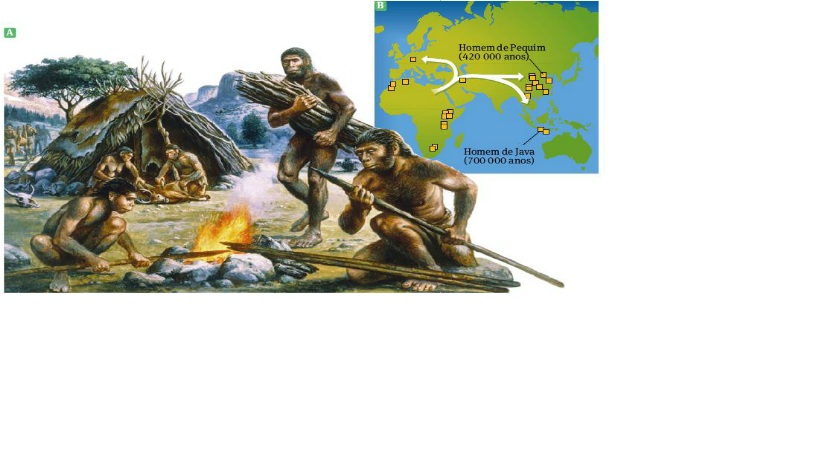 A
B
Homem de Pequim
(420 000 anos)
Homem de Java
(700 000 anos)